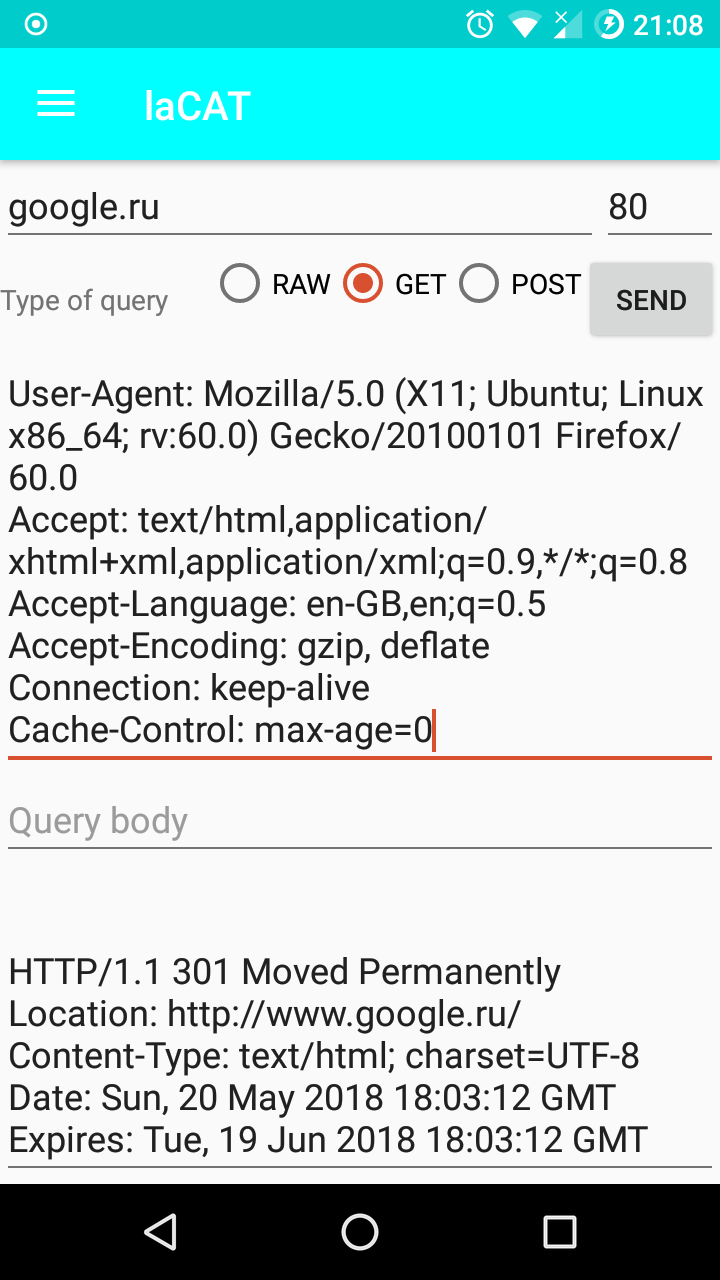 21:08
laCAT
google.ru 80
Type of query RAW GET POST SEND
User-Agent: Mozilla/5.0 (X11; Ubuntu; Linux
x86_64; rv:60.0) Gecko/20100101 Firefox/
60.0
Accept: text/html,application/
xhtml+xml,application/xml;q=0.9,*/*;q=0.8
Accept-Language: en-GB,en;q=0.5
Accept-Encoding: gzip, deflate
Connection: keep-alive
Cache-Control: max-age=0
Query body
HTTP/1.1 301 Moved Permanently
Location: http://www.google.ru/
Content-Type: text/html; charset=UTF-8
Date: Sun, 20 May 2018 18:03:12 GMT
Expires: Tue, 19 Jun 2018 18:03:12 GMT